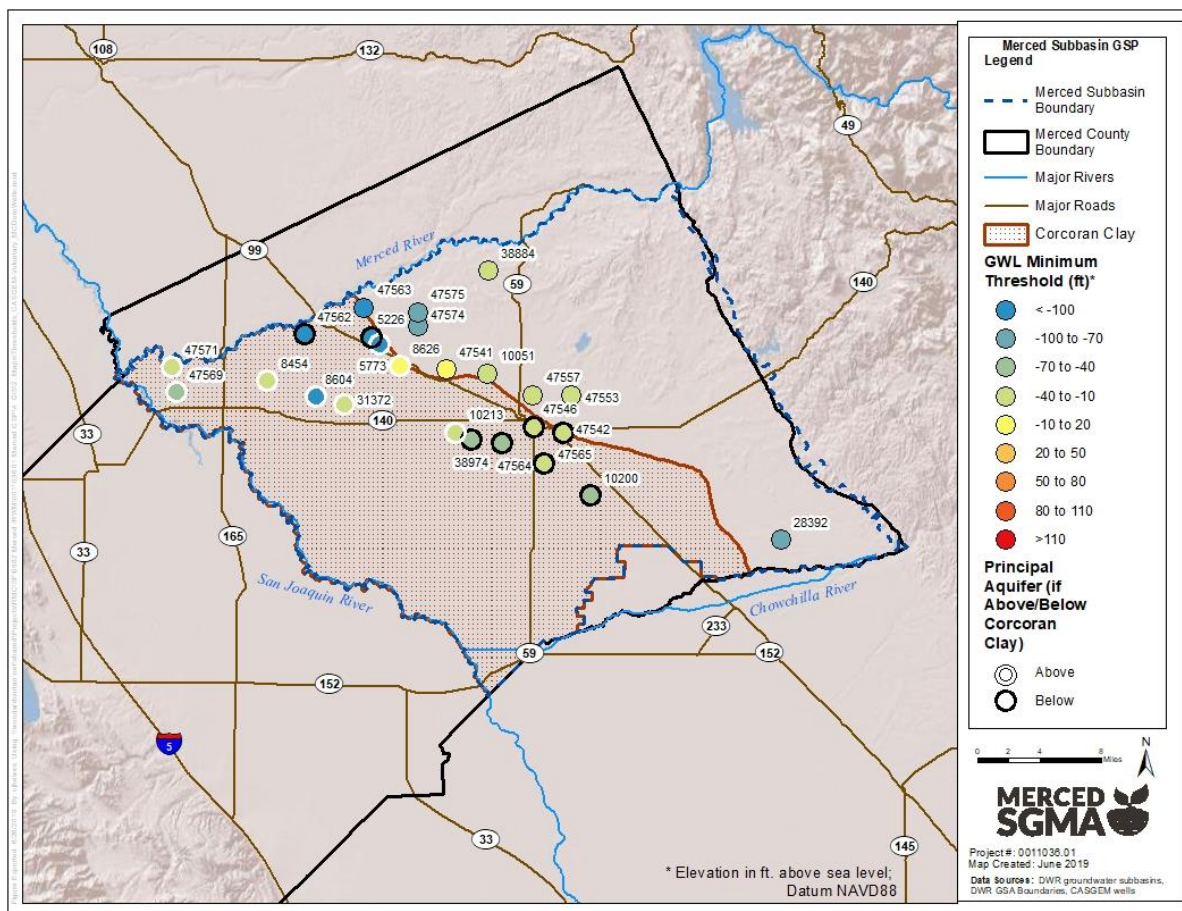 108
132
49
99
59
140
Merced River
38884
47563
47575
47574
47562
5226
47571
47569
8454
8604
5773
8626
47541
10051
31372
140
47557
47553
47546
10213
47542
38974
47564
47565
10200
28392
33
33
165
San Joaquin River
Chowchilla River
233
59
152
152
5
33
145
* Elevation in ft. above sea level;
Datum NAVD88
Merced Subbasin GSP
Legend
Merced Subbasin
Boundary
Merced County
Boundary
Major Rivers
Major Roads
Corcoran Clay
GWL Minimum
Threshold (ft)*
< -100
-100 to -70
-70 to -40
-40 to -10
-10 to 20
20 to 50
50 to 80
80 to 110
>110
Principal
Aquifer (if
Above/Below
Corcoran
Clay)
Above
Below
0 2 4 8
Miles
N
MERCED
SGMA
Project #: 0011036.01
Map Created: June 2019
Data Sources: DWR groundwater subbasins,
DWR GSA Boundaries, CASGEM wells